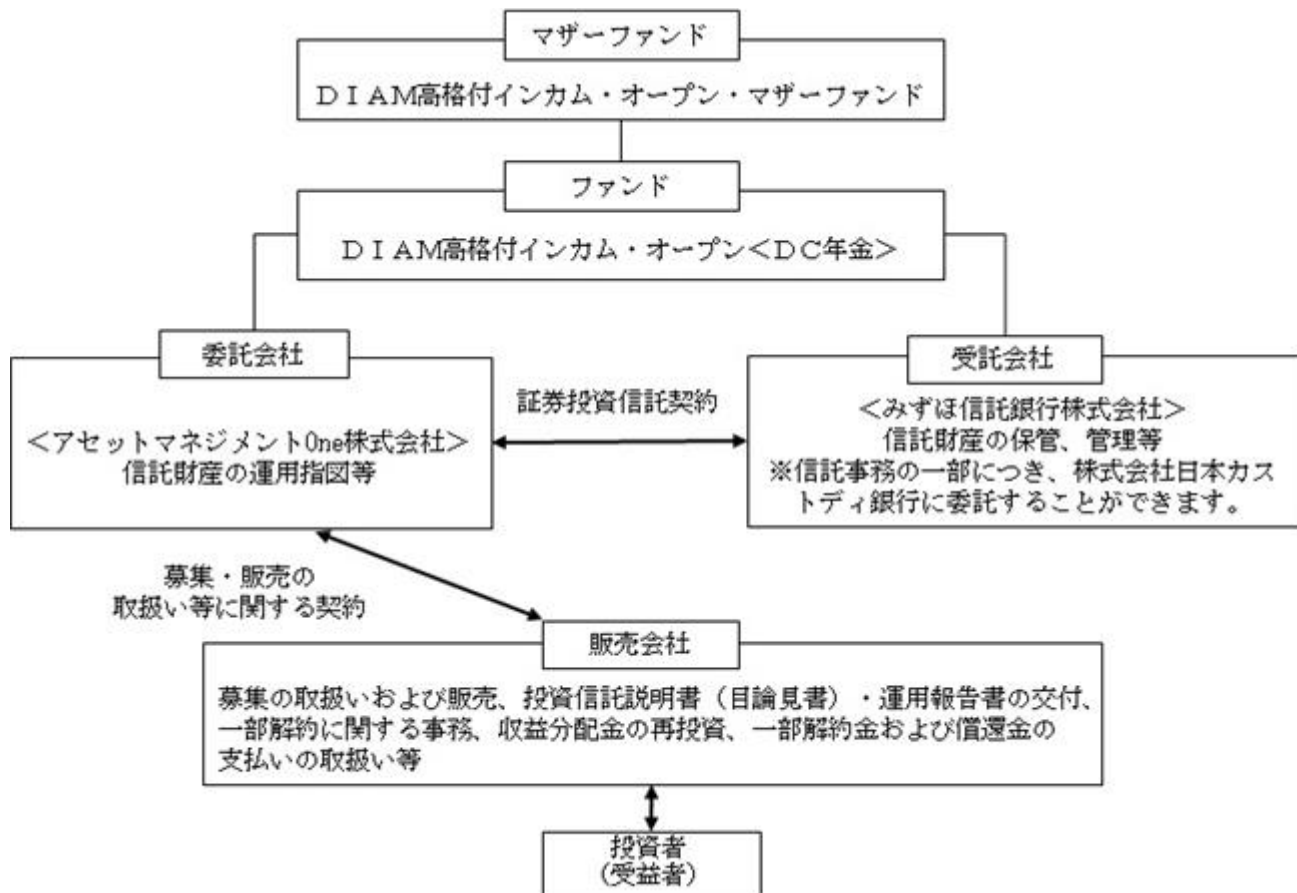 マザーファンド
ＤＩＡＭ高格付インカム・オープン・マザーファンド
ファンド
ＤＩＡＭ高格付インカム・オープン＜ＤＣ年金＞
委託会社
＜アセットマネジメントOne株式会社＞
信託財産の運用指図等
証券投資信託契約
受託会社
＜みずほ信託銀行株式会社＞
信託財産の保管、管理等
※信託事務の一部につき、株式会社日本カス
トディ銀行に委託することができます。
募集・販売の
取扱い等に関する契約
販売会社
募集の取扱いおよび販売、投資信託説明書（目論見書）・運用報告書の交付、
一部解約に関する事務、収益分配金の再投資、一部解約金および償還金の
支払いの取扱い等
投資者
(受益者)